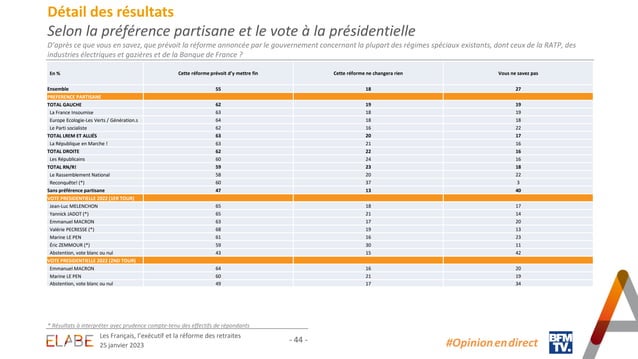 Détail des résultats
Selon la préférence partisane et le vote à la présidentielle
D'après ce que vous en savez, que prévoit la réforme annoncée par le gouvernement concernant la plupart des régimes spéciaux existants, dont ceux de la RATP, des
industries électriques et gazières et de la Banque de France ?
En % Cette réforme prévoit d'y mettre fin Cette réforme ne changera rien Vous ne savez pas
Ensemble 55 18 27
PREFERENCE PARTISANE
TOTAL GAUCHE 62 19 19
La France Insoumise 63 18 19
Europe Ecologie-Les Verts / Génération.s 64 18 18
Le Parti socialiste 62 16 22
TOTAL LREM ET ALLIÉS 63 20 17
La République en Marche ! 63 21 16
TOTAL DROITE 62 22 16
Les Républicains 60 24 16
TOTAL RN/R! 59 23 18
Le Rassemblement National 58 20 22
Reconquête! (*) 60 37 3
Sans préférence partisane 47 13 40
VOTE PRESIDENTIELLE 2022 (1ER TOUR)
Jean-Luc MELENCHON 65 18 17
Yannick JADOT (*) 65 21 14
Emmanuel MACRON 63 17 20
Valérie PECRESSE (*) 68 19 13
Marine LE PEN 61 16 23
Éric ZEMMOUR (*) 59 30 11
Abstention, vote blanc ou nul 43 15 42
VOTE PRESIDENTIELLE 2022 (2ND TOUR)
Emmanuel MACRON 64 16 20
Marine LE PEN 60 21 19
Abstention, vote blanc ou nul 49 17 34
* Résultats à interpréter avec prudence compte-tenu des effectifs de répondants
ELABE
Les Français, l'exécutif et la réforme des retraites
25 janvier 2023
- 44 -
#Opinion en direct
BFM
TV.